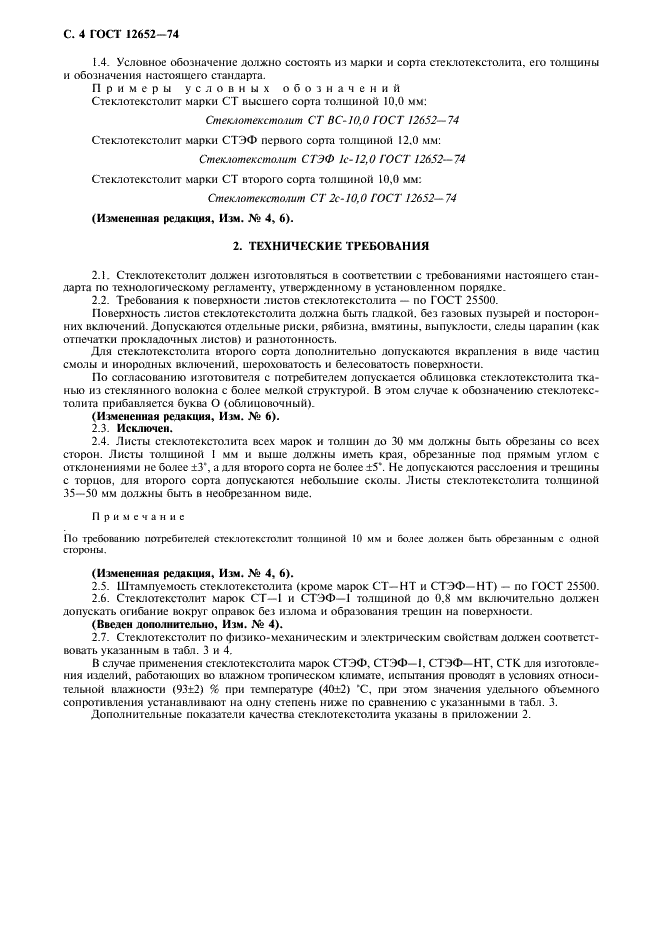 С. 4 ГОСТ 12652—74
1.4. Условное обозначение должно состоять из марки и сорта стеклотекстолита, его толщины
и обозначения настоящего стандарта.
Примеры условных обозначений
Стеклотекстолит марки СТ высшего сорта толщиной 10,0 мм:
Стеклотекстолит СТ ВС-10,0 ГОСТ 12652—74
Стеклотекстолит марки СТЭФ первого сорта толщиной 12,0 мм:
Стеклотекстолит СТЭФ 1с-12,0 ГОСТ 12652—74
Стеклотекстолит марки СТ второго сорта толщиной 10,0 мм:
Стеклотекстолит СТ 2с-10,0 ГОСТ 12652—74
(Измененная редакция, Изм. № 4, 6).
2. ТЕХНИЧЕСКИЕ ТРЕБОВАНИЯ
2.1. Стеклотекстолит должен изготовляться в соответствии с требованиями настоящего стан-
дарта по технологическому регламенту, утвержденному в установленном порядке.
2.2. Требования к поверхности листов стеклотекстолита — по ГОСТ 25500.
Поверхность листов стеклотекстолита должна быть гладкой, без газовых пузырей и посторон-
них включений. Допускаются отдельные риски, рябизна, вмятины, выпуклости, следы царапин (как
отпечатки прокладочных листов) и разнотонность.
Для стеклотекстолита второго сорта дополнительно допускаются вкрапления в виде частиц
смолы и инородных включений, шероховатость и белесоватость поверхности.
По согласованию изготовителя с потребителем допускается облицовка стеклотекстолита тка-
нью из стеклянного волокна с более мелкой структурой. В этом случае к обозначению стеклотекс-
толита прибавляется буква О (облицовочный).
(Измененная редакция, Изм. № 6).
2.3. Исключен.
2.4. Листы стеклотекстолита всех марок и толщин до 30 мм должны быть обрезаны со всех
сторон. Листы толщиной 1 мм и выше должны иметь края, обрезанные под прямым углом с
отклонениями не более ±3˚, а для второго сорта не более ±5˚. Не допускаются расслоения и трещины
с торцов, для второго сорта допускаются небольшие сколы. Листы стеклотекстолита толщиной
35—50 мм должны быть в необрезанном виде.
Примечание
.
По требованию потребителей стеклотекстолит толщиной 10 мм и более должен быть обрезанным с одной
стороны.
(Измененная редакция, Изм. № 4, 6).
2.5. Штампуемость стеклотекстолита (кроме марок СТ—НТ и СТЭФ—НТ) — по ГОСТ 25500.
2.6. Стеклотекстолит марок СТ—I и СТЭФ—I толщиной до 0,8 мм включительно должен
допускать огибание вокруг оправок без излома и образования трещин на поверхности.
(Введен дополнительно, Изм. № 4).
2.7. Стеклотекстолит по физико-механическим и электрическим свойствам должен соответст-
вовать указанным в табл. 3 и 4.
В случае применения стеклотекстолита марок СТЭФ, СТЭФ—I, СТЭФ—НТ, СТК для изготовле-
ния изделий, работающих во влажном тропическом климате, испытания проводят в условиях относи-
тельной влажности (93±2) % при температуре (40±2) ˚С, при этом значения удельного объемного
сопротивления устанавливают на одну степень ниже по сравнению с указанными в табл. 3.
Дополнительные показатели качества стеклотекстолита указаны в приложении 2.